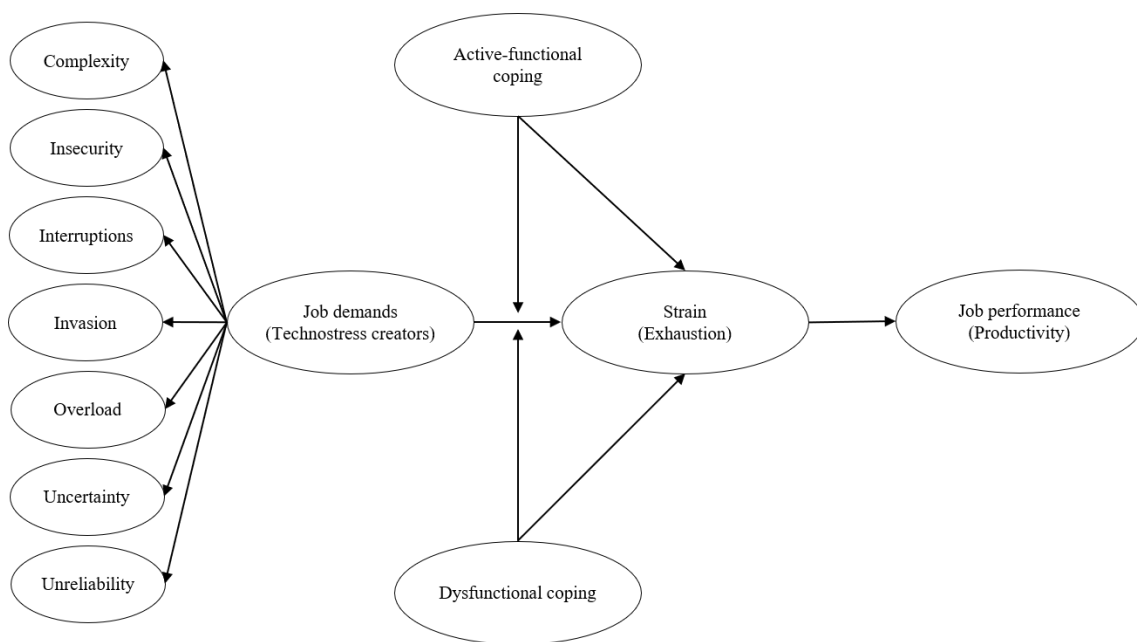 Complexity
Insecurity
Interruptions
Invasion
Overload
Uncertainty
Unreliability
Job demands
(Technostress creators)
Active-functional
coping
Dysfunctional coping
Strain
(Exhaustion)
Job performance
(Productivity)